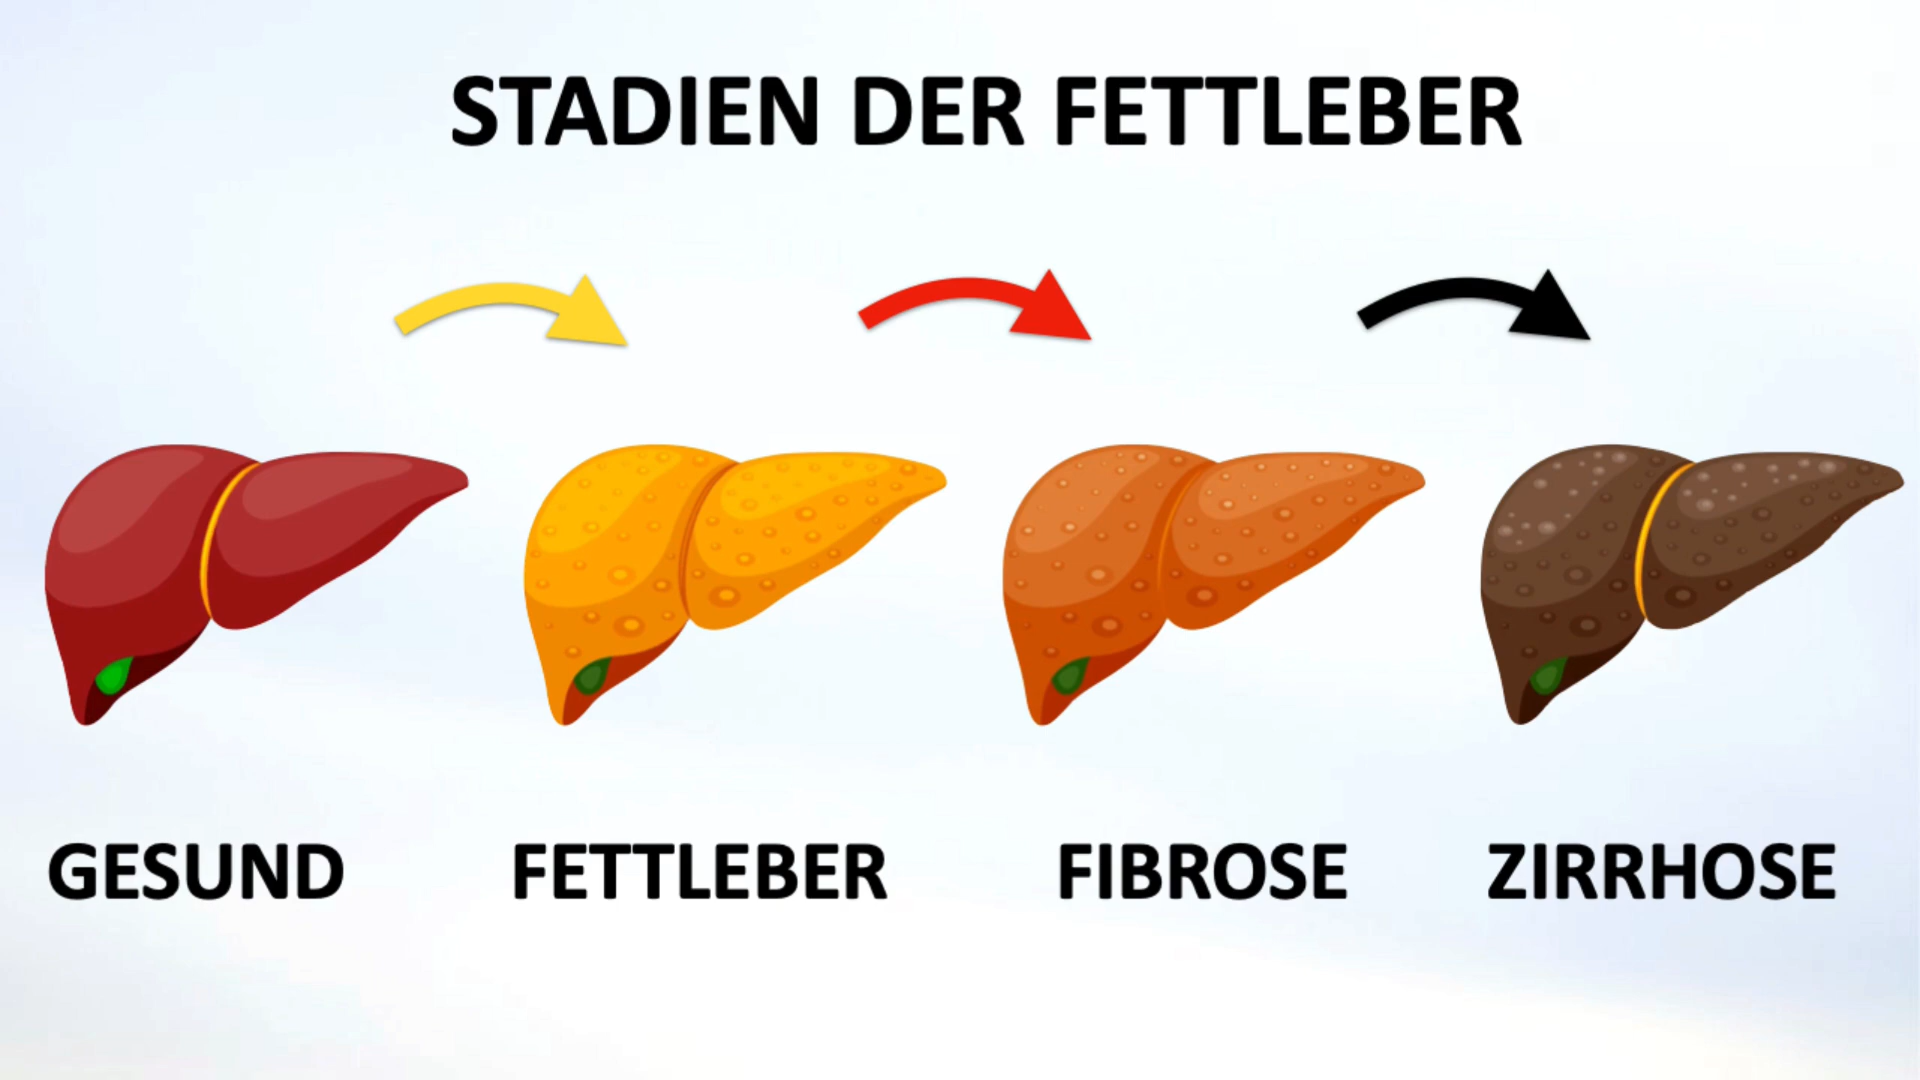 STADIEN DER FETTLEBER
GESUND
FETTLEBER
FIBROSE
ZIRRHOSE